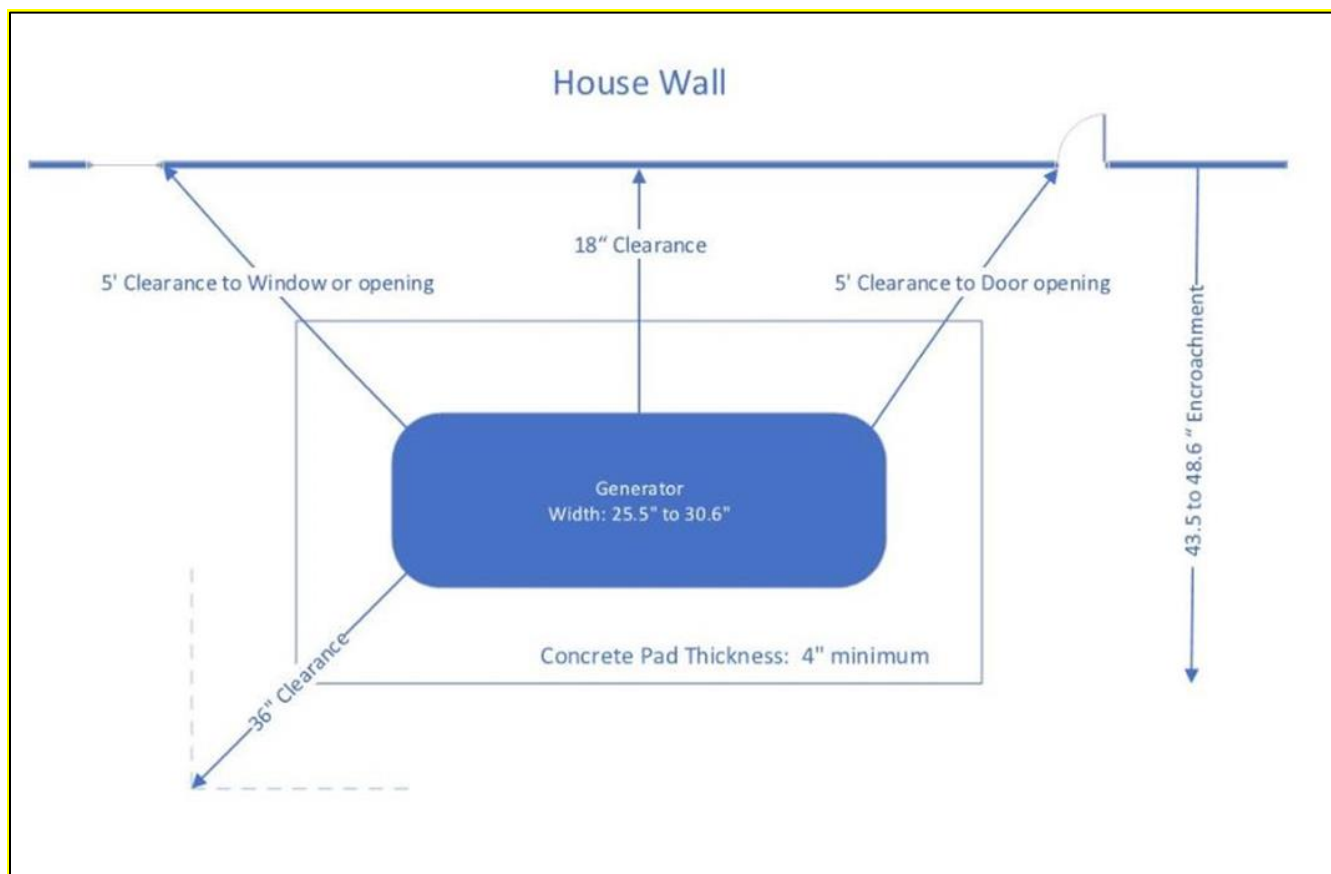 House Wall
18“ Clearance
5' Clearance to Window or opening
5' Clearance to Door opening
43.5 to 48.6 “ Encroachment
Generator
Width: 25.5" to 30.6"
36" Clearance
Concrete Pad Thickness:  4" minimum